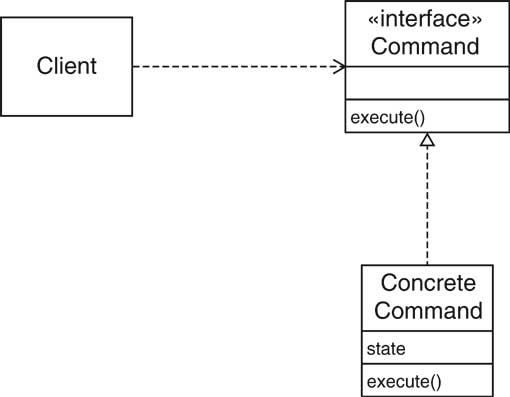 Client
«interface»
Command
execute()
Concrete
Command
state
execute()